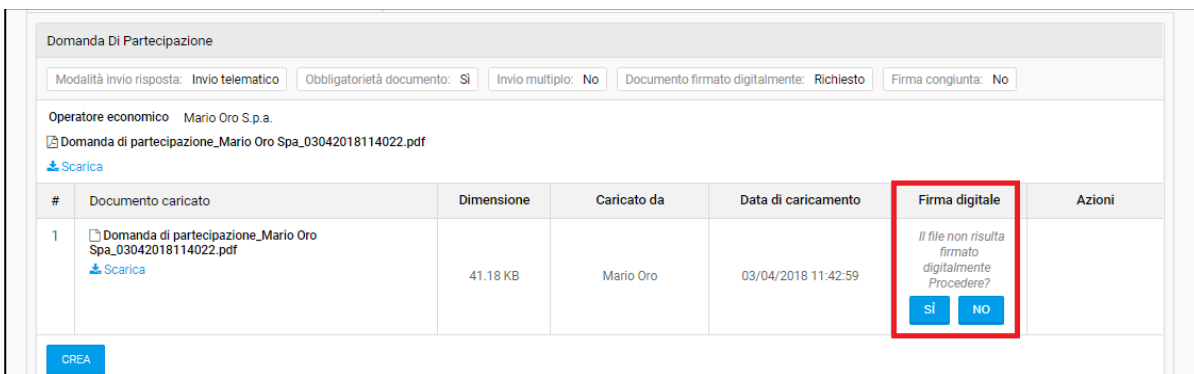 Domanda Di Partecipazione
Modalità invio risposta: Invio telematico Obbligatorietà documento: Sì Invio multiplo: No Documento firmato digitalmente: Richiesto Firma congiunta: No
Operatore economico Mario Oro S.p.a.
Domanda di partecipazione_Mario Oro Spa_03042018114022.pdf
Scarica
# Documento caricato Dimensione Caricato da Data di caricamento Firma digitale Azioni
1 Domanda di partecipazione_Mario Oro
Spa_03042018114022.pdf
Scarica
41.18 KB Mario Oro 03/04/2018 11:42:59
Il file non risulta
firmato
digitalmente
Procedere?
SÌ NO
CREA